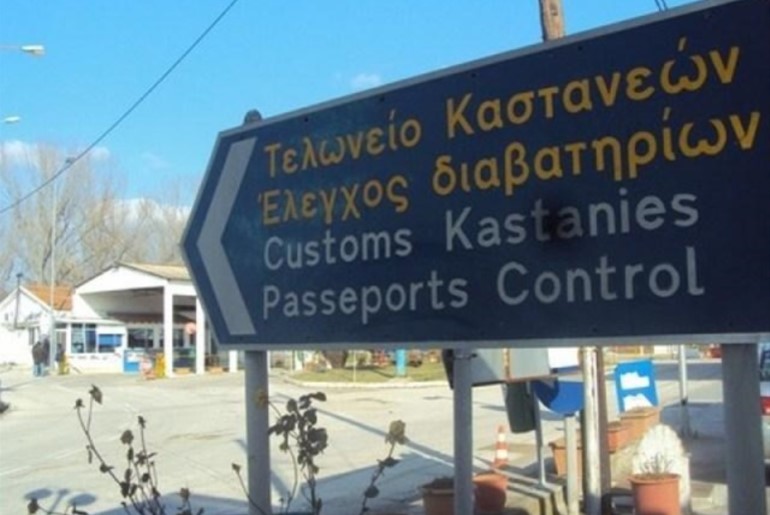 Τελωνείο Καστανεών
Έλεγχος διαβατηρίων
Customs Kastanies
Passeports Control